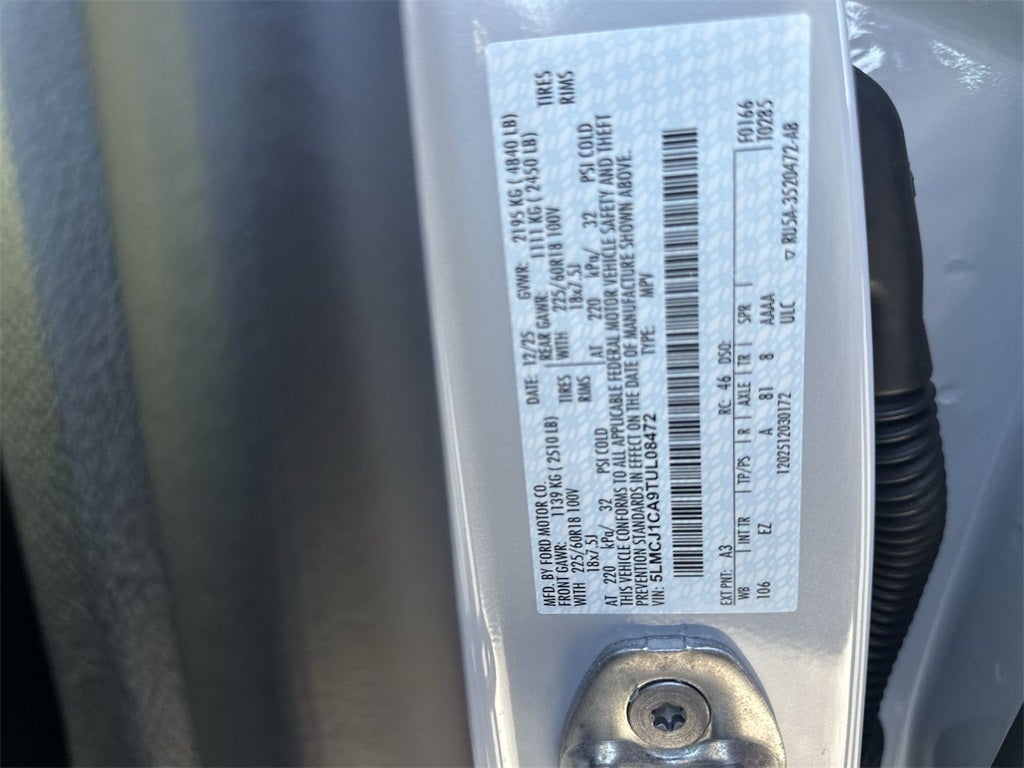 MFD. BY FORD MOTOR CO. DATE: 12/25 GVWR: 2195 KG ( 4840 LB)
FRONT GAWR: 1139 KG ( 2510 LB) REAR GAWR: 1111 KG ( 2450 LB)
WITH 225/60R18 100V TIRES WITH 225/60R18 100V TIRES
18x7.5J RIMS 18x7.5J RIMS
AT 220 kPa/ 32 PSI COLD AT 220 kPa/ 32 PSI COLD
THIS VEHICLE CONFORMS TO ALL APPLICABLE FEDERAL MOTOR VEHICLE SAFETY AND THEFT
PREVENTION STANDARDS IN EFFECT ON THE DATE OF MANUFACTURE SHOWN ABOVE.
VIN: 5LMCJ1CA9TUL08472 TYPE: MPV
EXT PNT: A3 RC: 46 DSO:
WB INT TR TP/PS R AXLE TR SPR F0166
106 EZ A 81 8 AAAA T0285
1202512030172 ULC ▽ RU5A-3520472-AB